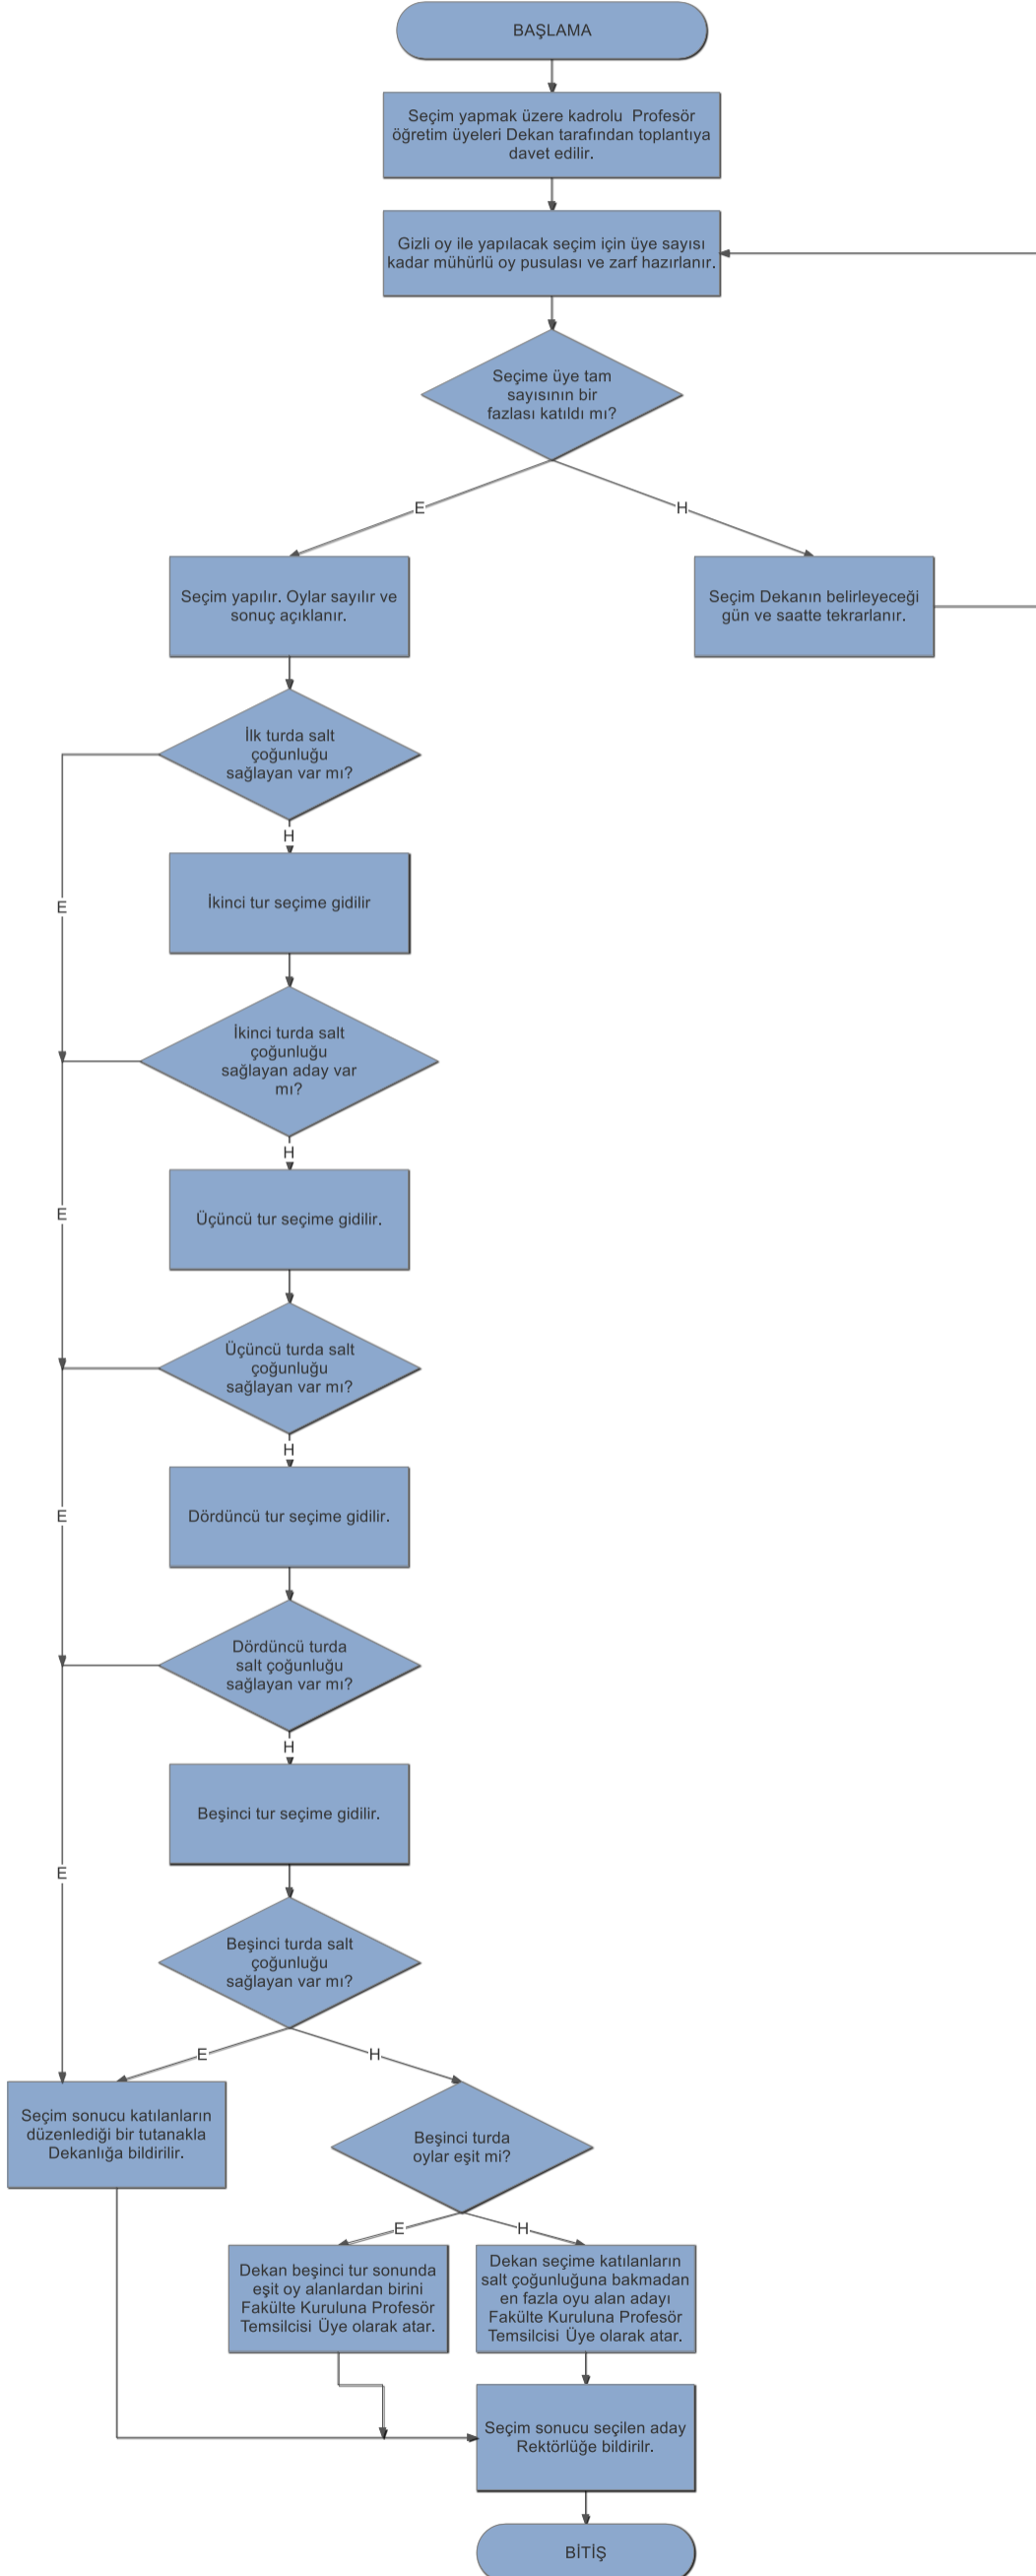 BAŞLAMA
Seçim yapmak üzere kadrolu  Profesör
öğretim üyeleri Dekan tarafından toplantıya
davet edilir.
Gizli oy ile yapılacak seçim için üye sayısı
kadar mühürlü oy pusulası ve zarf hazırlanır.
Seçime üye tam
sayısının bir
fazlası katıldı mı?
E
H
Seçim yapılır. Oylar sayılır ve
sonuç açıklanır.
Seçim Dekanın belirleyeceği
gün ve saatte tekrarlanır.
İlk turda salt
çoğunluğu
sağlayan var mı?
H
E
İkinci tur seçime gidilir
İkinci turda salt
çoğunluğu
sağlayan aday var
mı?
H
E
Üçüncü tur seçime gidilir.
Üçüncü turda salt
çoğunluğu
sağlayan var mı?
H
E
Dördüncü tur seçime gidilir.
Dördüncü turda
salt çoğunluğu
sağlayan var mı?
H
E
Beşinci tur seçime gidilir.
Beşinci turda salt
çoğunluğu
sağlayan var mı?
E
H
Seçim sonucu katılanların
düzenlediği bir tutanakla
Dekanlığa bildirilir.
Beşinci turda
oylar eşit mi?
E
H
Dekan beşinci tur sonunda
eşit oy alanlardan birini
Fakülte Kuruluna Profesör
Temsilcisi Üye olarak atar.
Dekan seçime katılanların
salt çoğunluğuna bakmadan
en fazla oyu alan adayı
Fakülte Kuruluna Profesör
Temsilcisi Üye olarak atar.
Seçim sonucu seçilen aday
Rektörlüğe bildirilr.
BİTİŞ